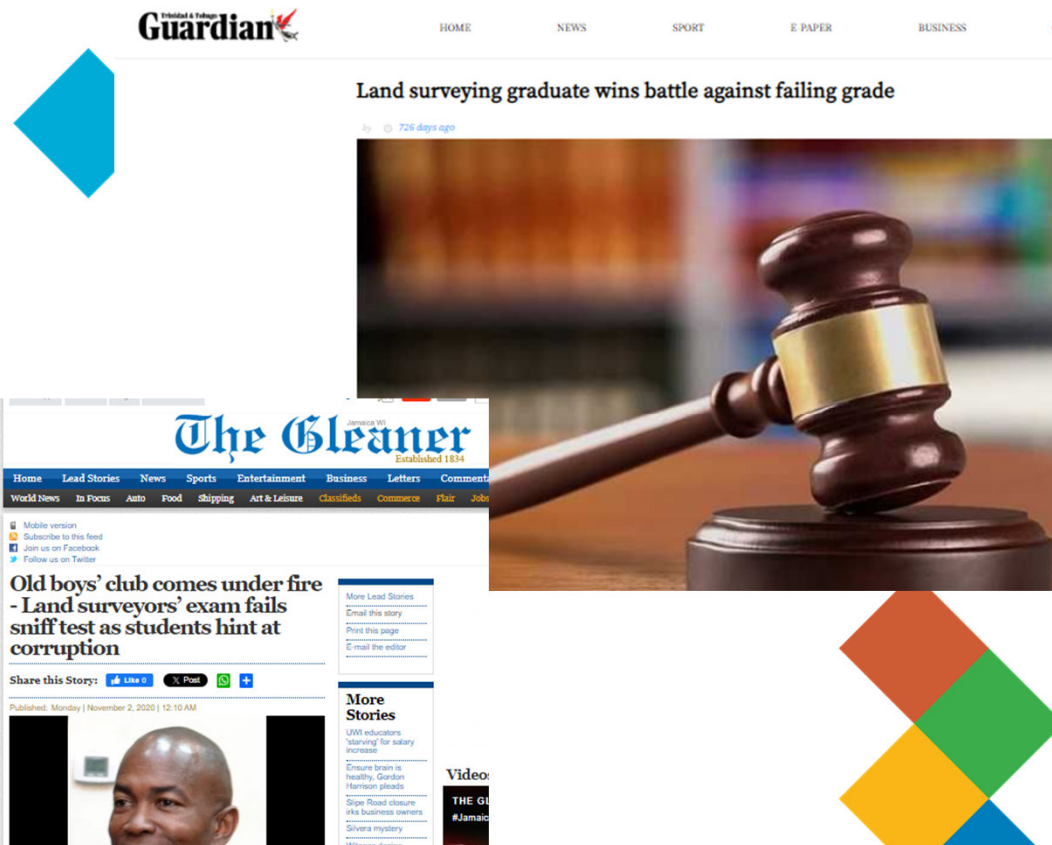 Trinidad & Tobago
Guardian
HOME NEWS SPORT E-PAPER BUSINESS
Land surveying graduate wins battle against failing grade
by 726 days ago
Jamaica WI
The Gleaner
Established 1834
Home Lead Stories News Sports Entertainment Business Letters Commenta
World News In Focus Auto Food Shipping Art & Leisure Classifieds Commerce Flair Jobs
Mobile version
Subscribe to this feed
Join us on Facebook
Follow us on Twitter
Old boys' club comes under fire
- Land surveyors' exam fails
sniff test as students hint at
corruption
Share this Story: Like 0 X Post
Published: Monday | November 2, 2020 | 12:10 AM
More Lead Stories
Email this story
Print this page
E-mail the editor
More
Stories
UWI educators
'starving' for salary
increase
Ensure brain is
healthy, Gordon
Harrison pleads
Slipe Road closure
irks business owners
Silvera mystery
Videos
THE GL
#Jamaic